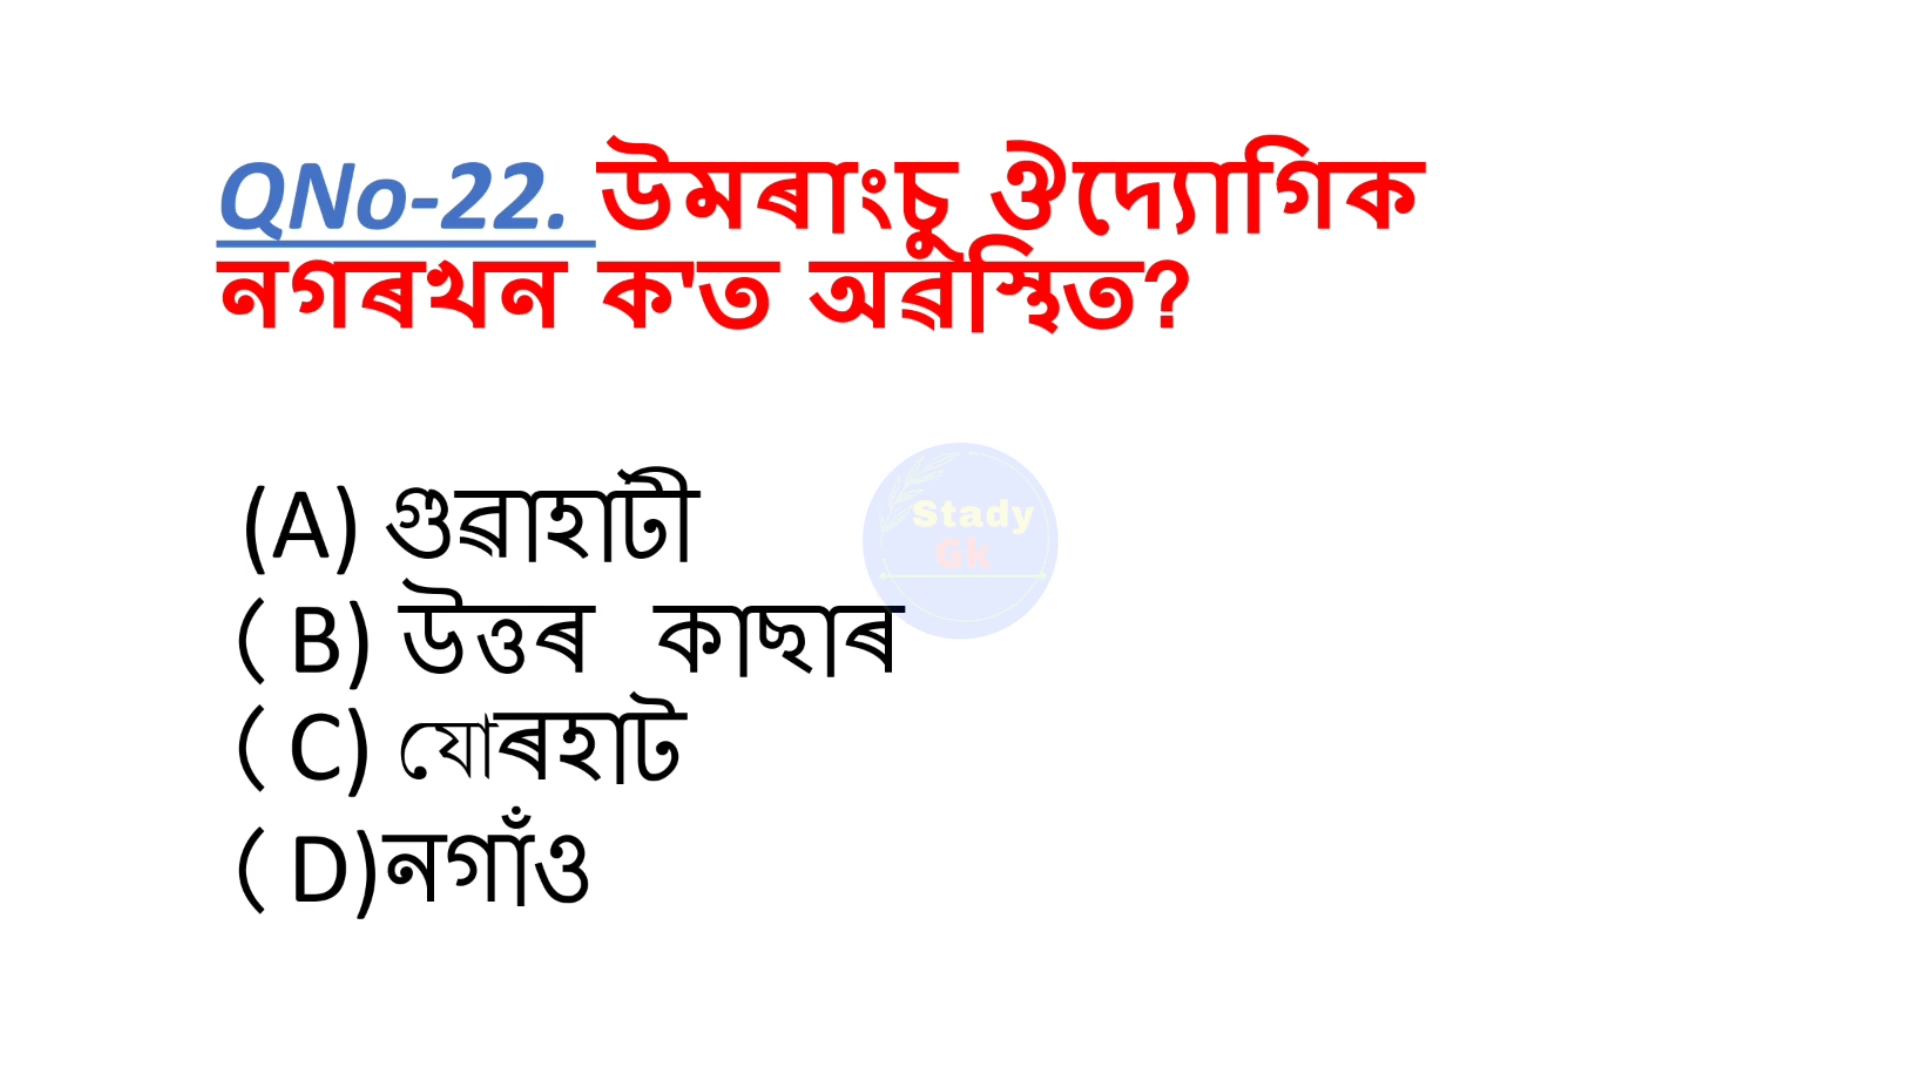 QNo-22. উমৰাংচু ঔদ্যোগিক
নগৰখন ক'ত অৱস্থিত?
(A) গুৱাহাটী
( B) উত্তৰ কাছাৰ
( C) যোৰহাট
( D)নগাঁও
Stady
Gk